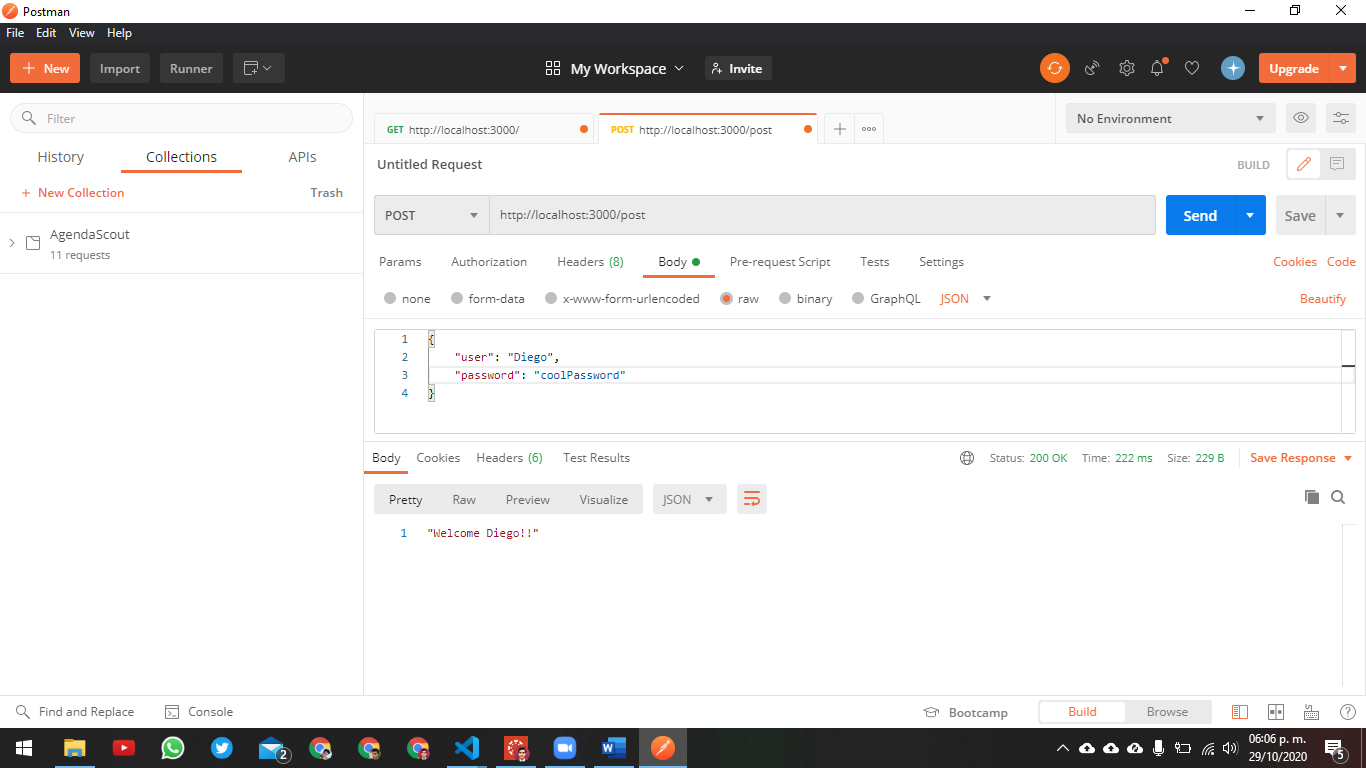 Postman
File Edit View Help
New Import Runner My Workspace Invite Upgrade
Filter
History Collections APIs
New Collection Trash
AgendaScout
11 requests
GET http://localhost:3000/ POST http://localhost:3000/post No Environment
Untitled Request BUILD
POST http://localhost:3000/post Send Save
Params Authorization Headers (8) Body Pre-request Script Tests Settings Cookies Code
none form-data x-www-form-urlencoded raw binary GraphQL JSON Beautify
1 {
2 "user": "Diego",
3 "password": "coolPassword"
4 }
Body Cookies Headers (6) Test Results Status: 200 OK Time: 222 ms Size: 229 B Save Response
Pretty Raw Preview Visualize JSON
1 "Welcome Diego!!"
Find and Replace Console Bootcamp Build Browse
2
06:06 p. m.
29/10/2020
5